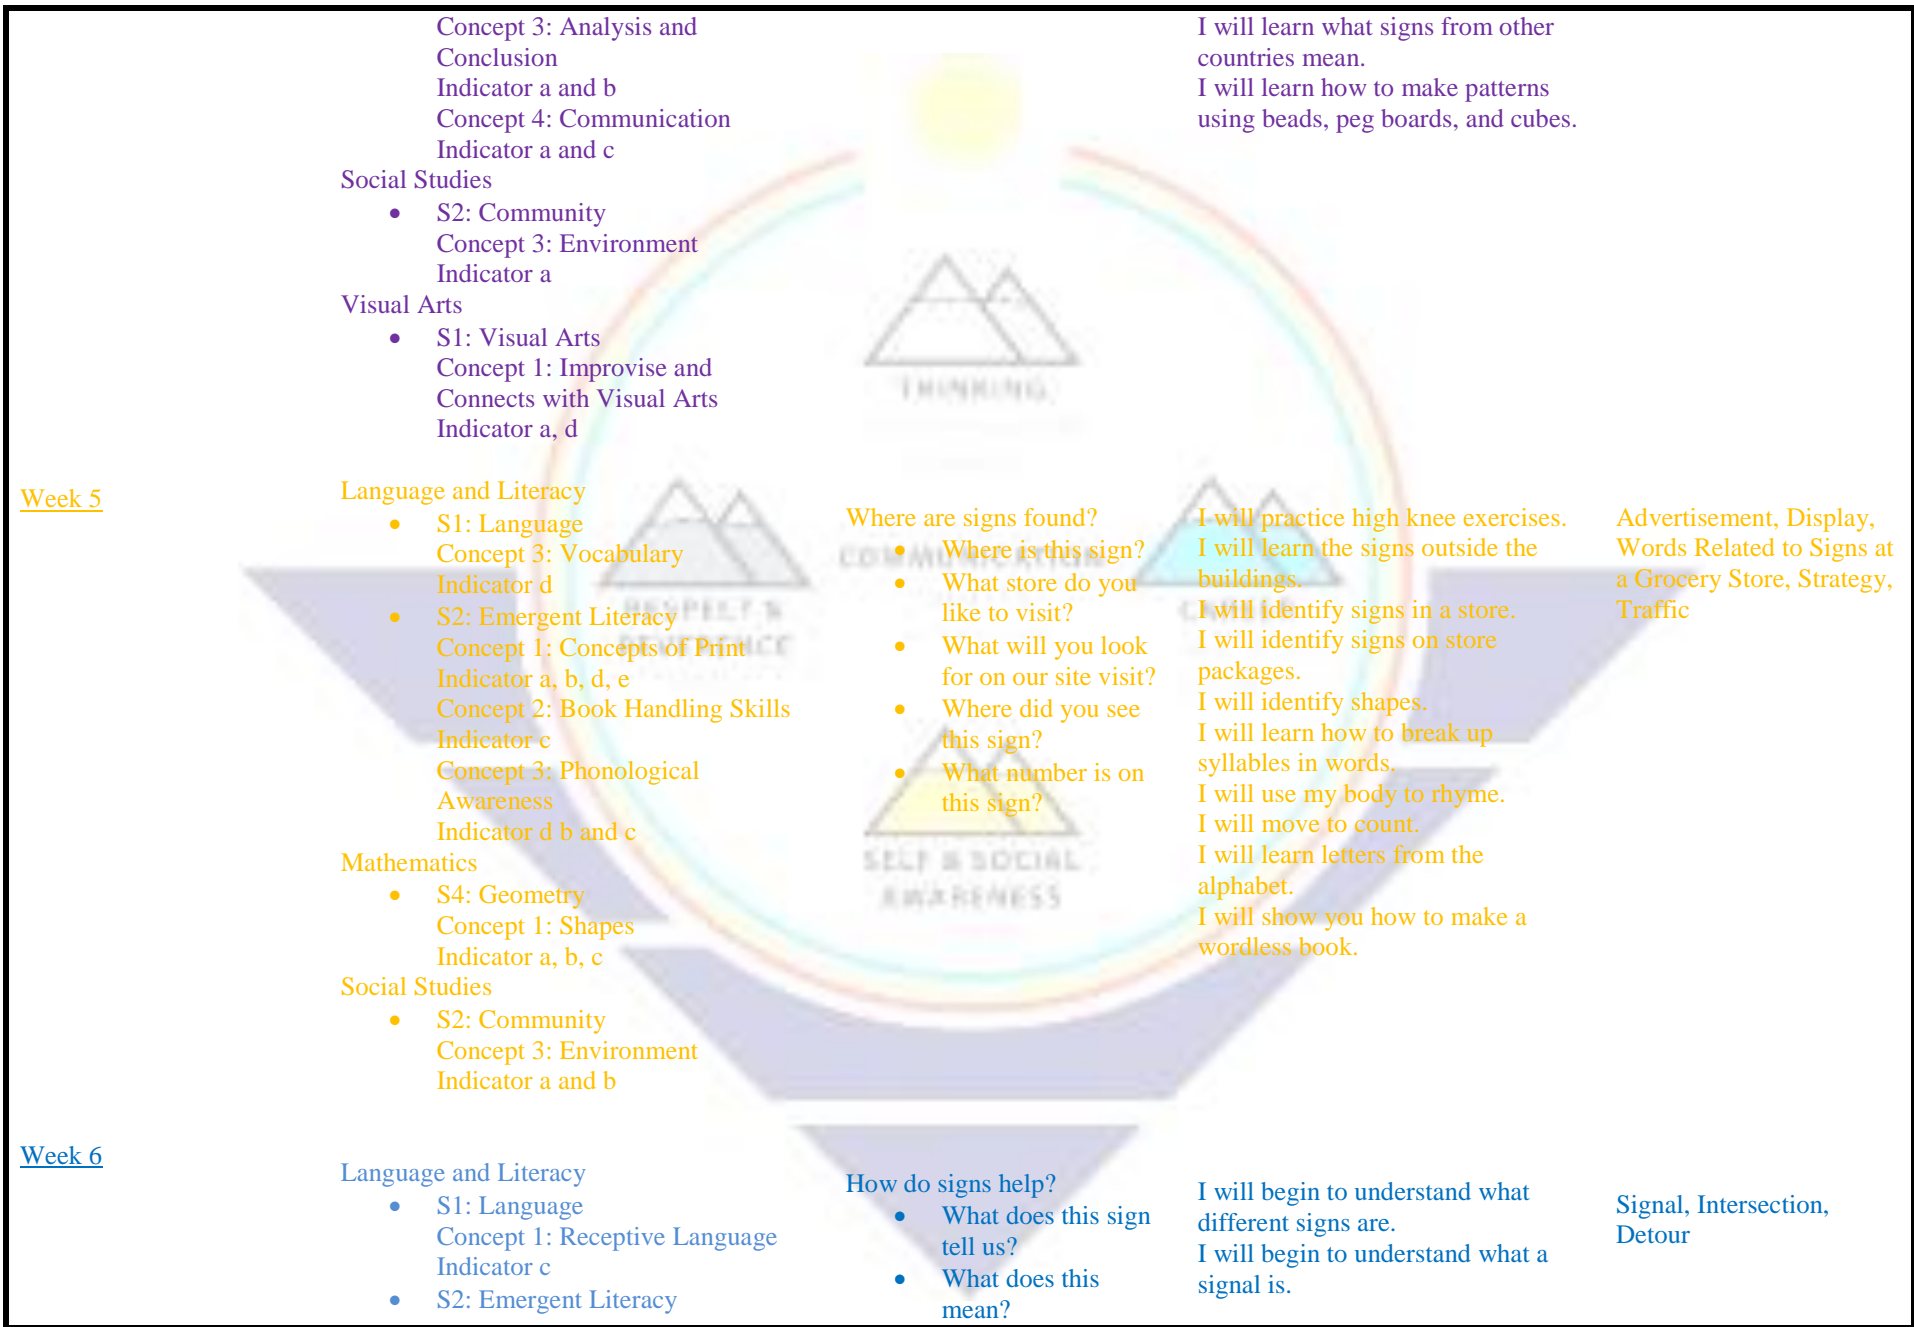 Concept 3: Analysis and
Conclusion
Indicator a and b
Concept 4: Communication
Indicator a and c
Social Studies
• S2: Community
Concept 3: Environment
Indicator a
Visual Arts
• S1: Visual Arts
Concept 1: Improvise and
Connects with Visual Arts
Indicator a, d
I will learn what signs from other
countries mean.
I will learn how to make patterns
using beads, peg boards, and cubes.
THINKING
Week 5
Language and Literacy
• S1: Language
Concept 3: Vocabulary
Indicator d
• S2: Emergent Literacy
Concept 1: Concepts of Print
Indicator a, b, d, e
Concept 2: Book Handling Skills
Indicator c
Concept 3: Phonological
Awareness
Indicator d b and c
Mathematics
• S4: Geometry
Concept 1: Shapes
Indicator a, b, c
Social Studies
• S2: Community
Concept 3: Environment
Indicator a and b
RESPECT &
REVERENCE
Where are signs found?
• Where is this sign?
• What store do you
like to visit?
• What will you look
for on our site visit?
• Where did you see
this sign?
• What number is on
this sign?
COMMUNICATION
SELF & SOCIAL
AWARENESS
I will practice high knee exercises.
I will learn the signs outside the
buildings.
I will identify signs in a store.
I will identify signs on store
packages.
I will identify shapes.
I will learn how to break up
syllables in words.
I will use my body to rhyme.
I will move to count.
I will learn letters from the
alphabet.
I will show you how to make a
wordless book.
Advertisement, Display,
Words Related to Signs at
a Grocery Store, Strategy,
Traffic
Week 6
Language and Literacy
• S1: Language
Concept 1: Receptive Language
Indicator c
• S2: Emergent Literacy
How do signs help?
• What does this sign
tell us?
• What does this
mean?
I will begin to understand what
different signs are.
I will begin to understand what a
signal is.
Signal, Intersection,
Detour